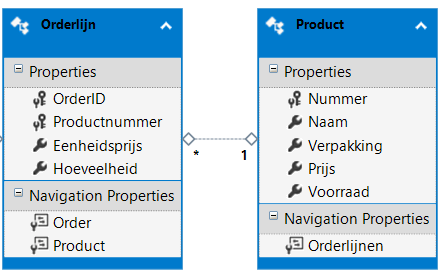 Orderlijn
Properties
OrderID
Productnummer
Eenheidsprijs
Hoeveelheid
Navigation Properties
Order
Product
* 1
Product
Properties
Nummer
Naam
Verpakking
Prijs
Voorraad
Navigation Properties
Orderlijnen